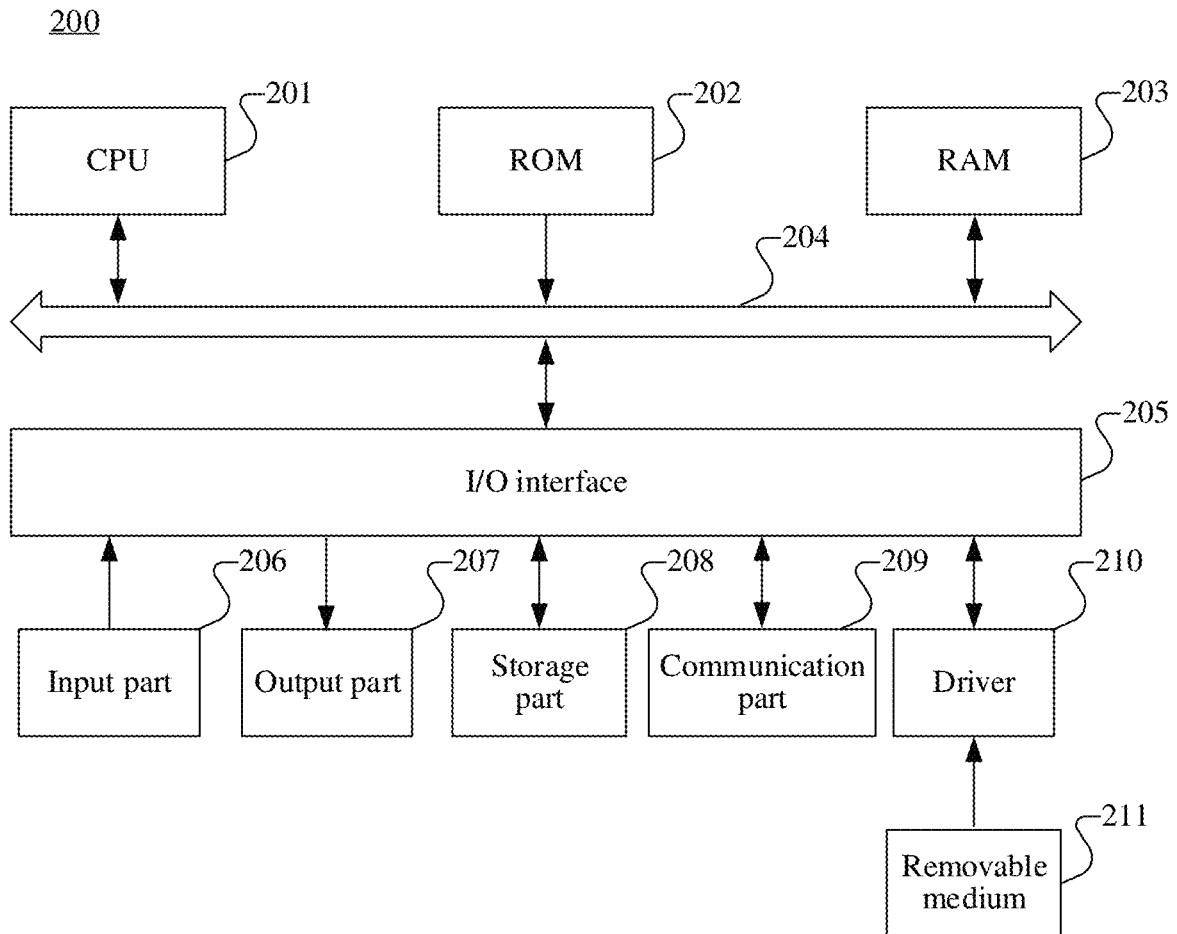 200
201
202
203
CPU
ROM
RAM
204
205
I/O interface
206
207
208
209
210
Input part
Output part
Storage
part
Communication
part
Driver
211
Removable
medium